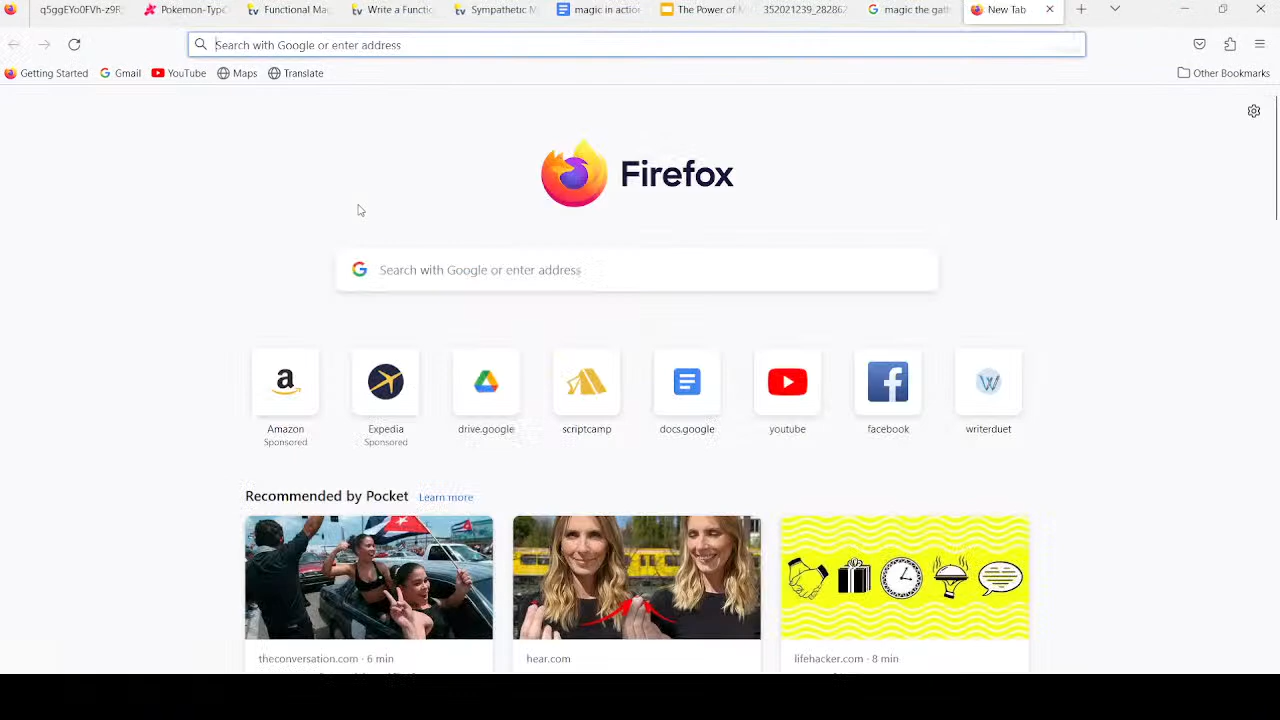 q5ggEYo0FVh-z9R
Pokemon-Typ
Functional Ma
Write a Functi
Sympathetic M
magic in action
The Power of M
352021239_2828
magic the gath
New Tab
Search with Google or enter address
Getting Started
Gmail
YouTube
Maps
Translate
Other Bookmarks
Firefox
Search with Google or enter address
Amazon
Sponsored
Expedia
Sponsored
drive.google
scriptcamp
docs.google
youtube
facebook
writerduet
Recommended by Pocket Learn more
theconversation.com · 6 min
hear.com
lifehacker.com · 8 min